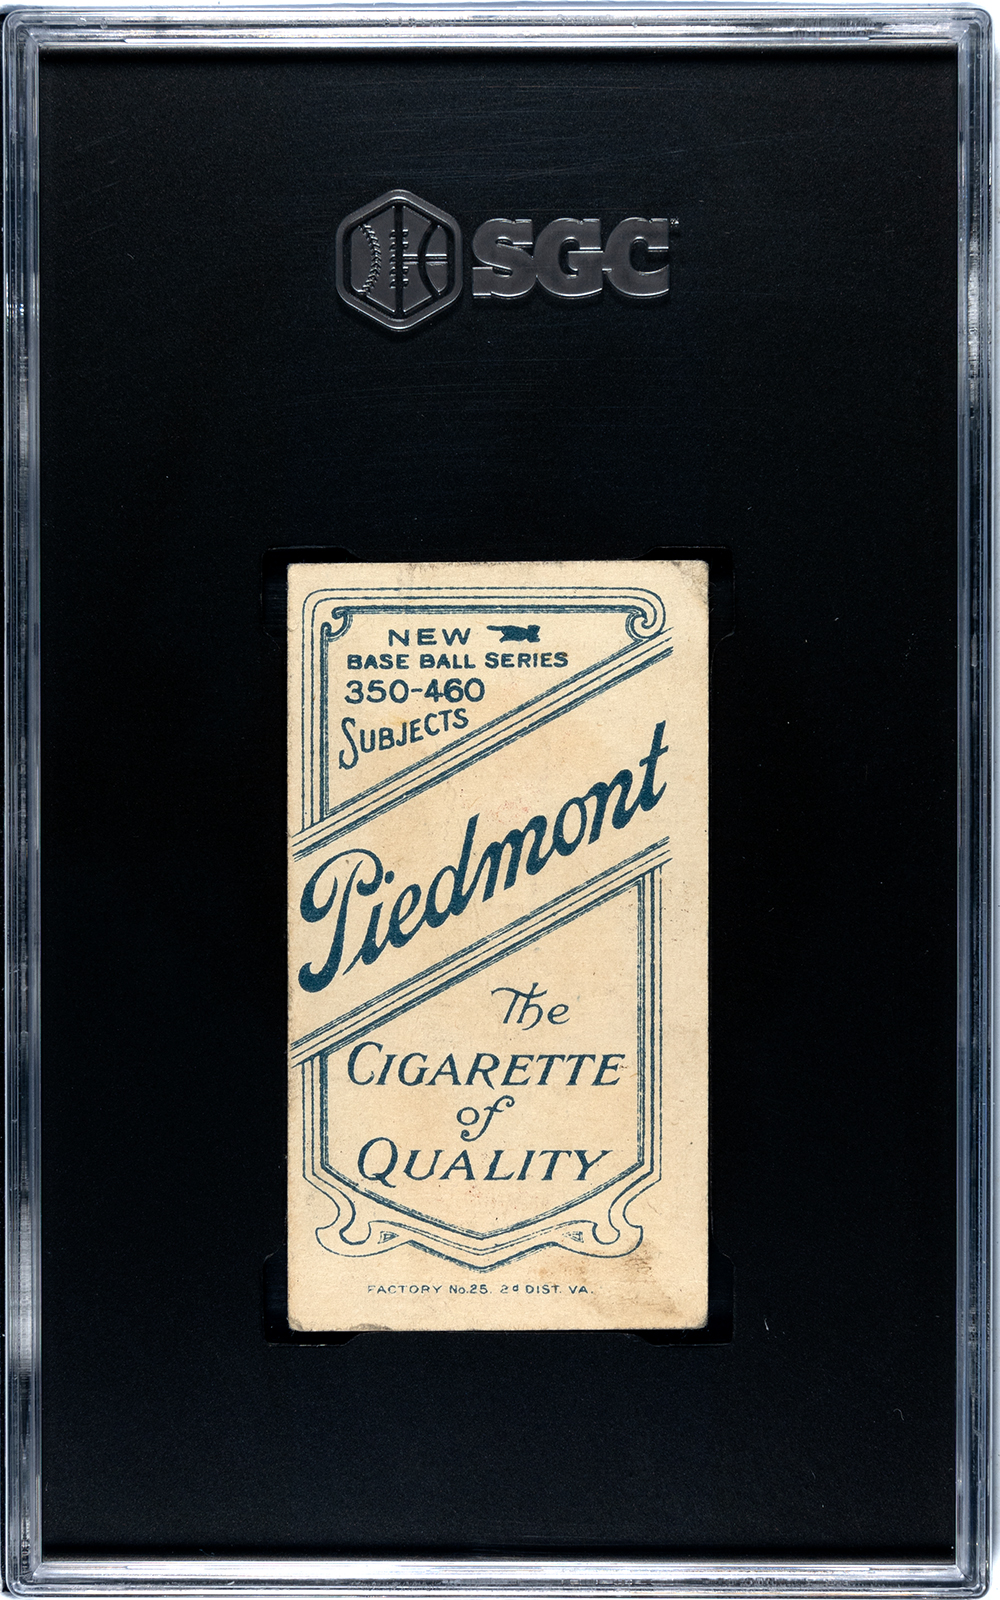 SGC
NEW
BASE BALL SERIES
350-460
SUBJECTS
Piedmont
The
CIGARETTE
of
QUALITY
FACTORY No.25. 2d DIST. VA.